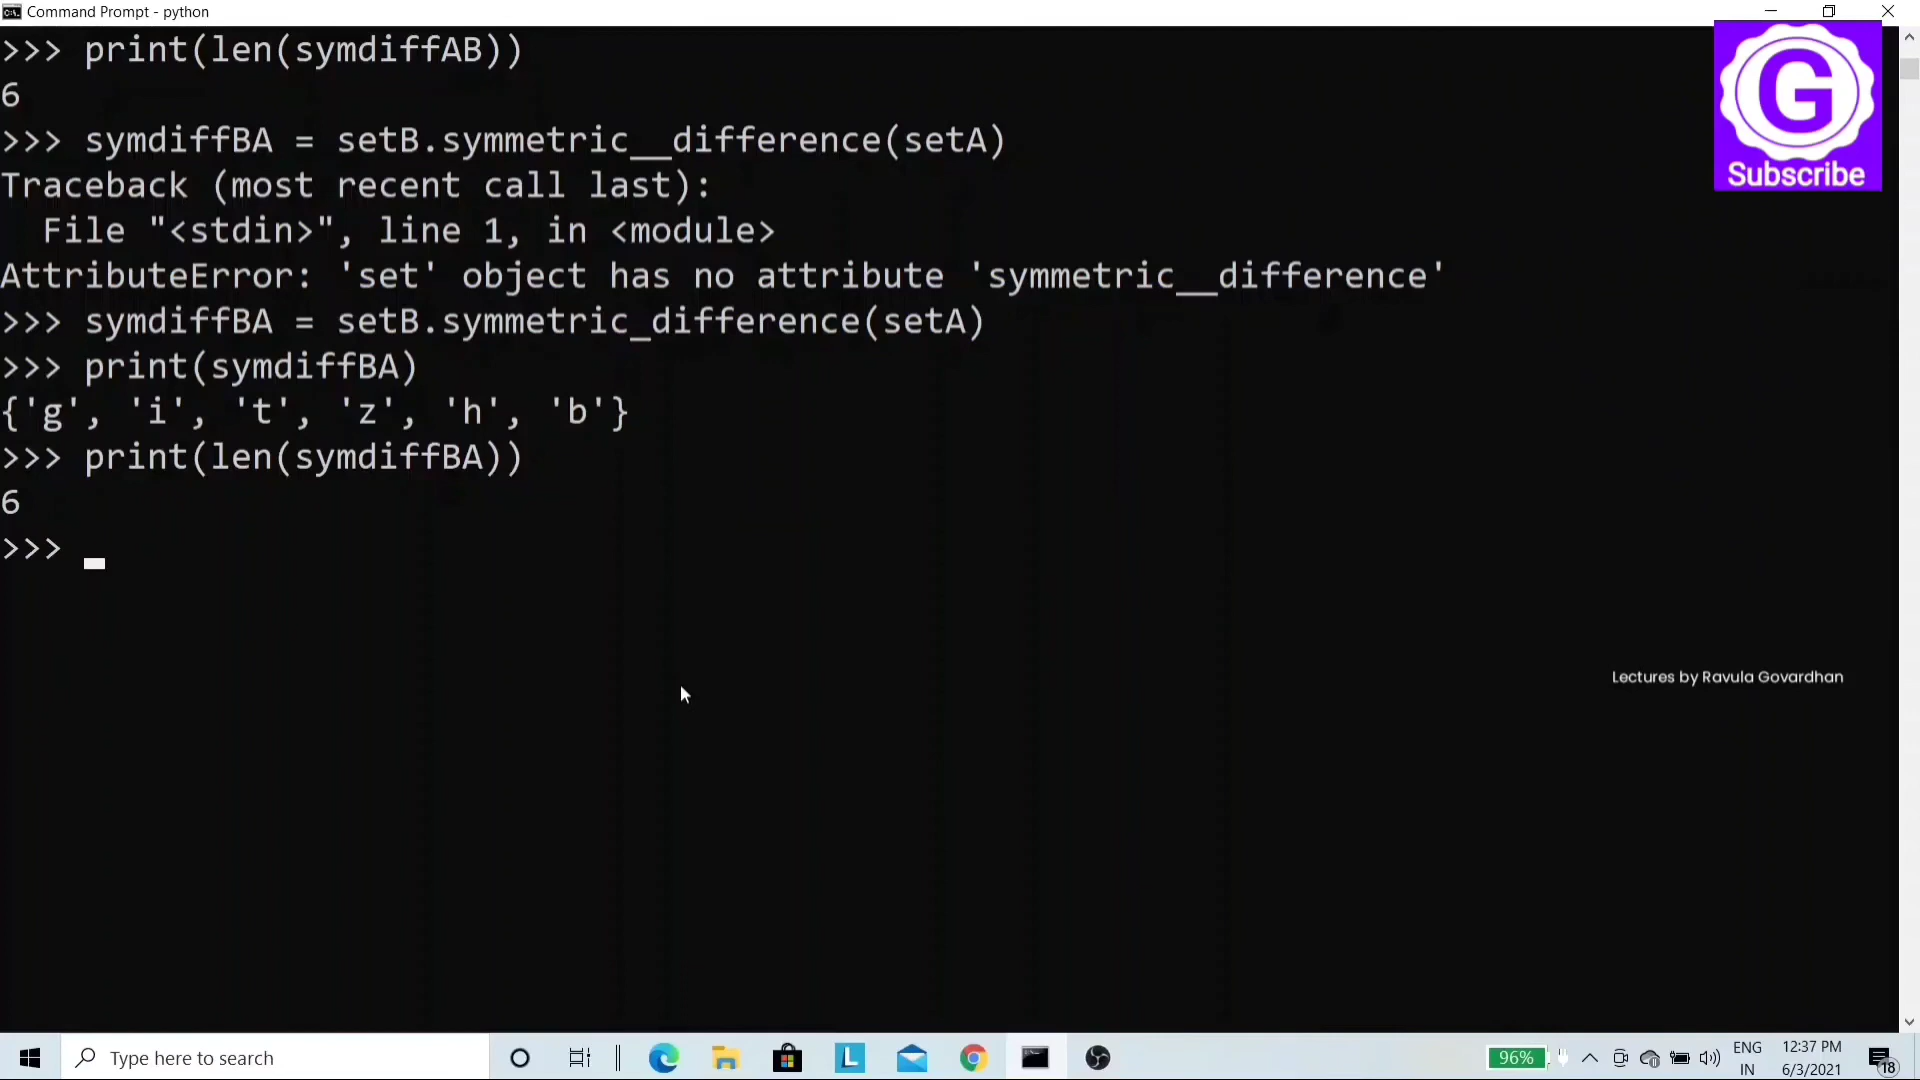 Command Prompt - python
>>> print(len(symdiffAB))
6
>>> symdiffBA = setB.symmetric__difference(setA)
Traceback (most recent call last):
  File "<stdin>", line 1, in <module>
AttributeError: 'set' object has no attribute 'symmetric__difference'
>>> symdiffBA = setB.symmetric_difference(setA)
>>> print(symdiffBA)
{'g', 'i', 't', 'z', 'h', 'b'}
>>> print(len(symdiffBA))
6
>>>
G
Subscribe
Lectures by Ravula Govardhan
Type here to search
L
96%
ENG
IN
12:37 PM
6/3/2021
18